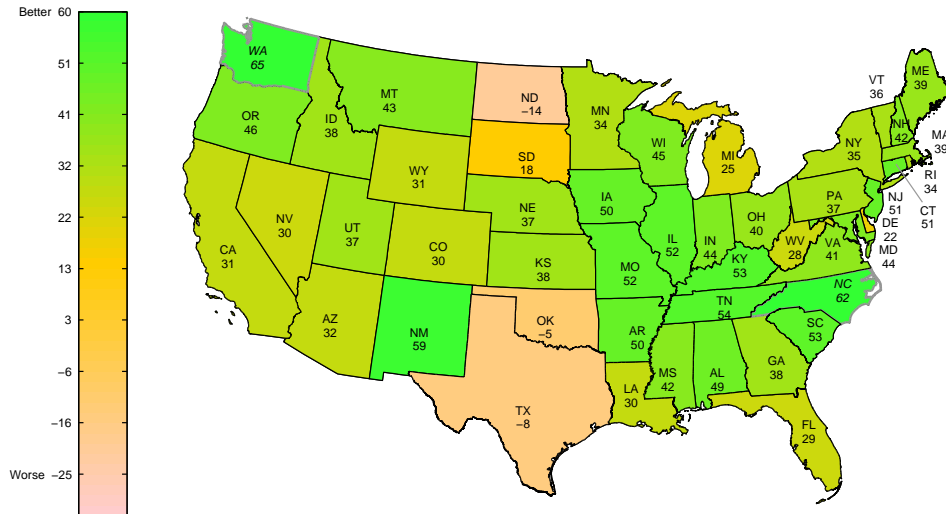 Better 60
51
41
32
22
13
3
−6
−16
Worse −25
WA
65
OR
46
ID
38
MT
43
ND
−14
SD
18
MN
34
WI
45
MI
25
WY
31
NE
37
IA
50
NV
30
UT
37
CO
30
KS
38
CA
31
AZ
32
NM
59
OK
−5
TX
−8
MO
52
IL
52
IN
44
OH
40
KY
53
TN
54
AR
50
LA
30
MS
42
AL
49
GA
38
FL
29
SC
53
NC
62
VA
41
WV
28
PA
37
NY
35
VT
36
ME
39
NH
42
MA
39
RI
34
CT
51
NJ
51
DE
22
MD
44